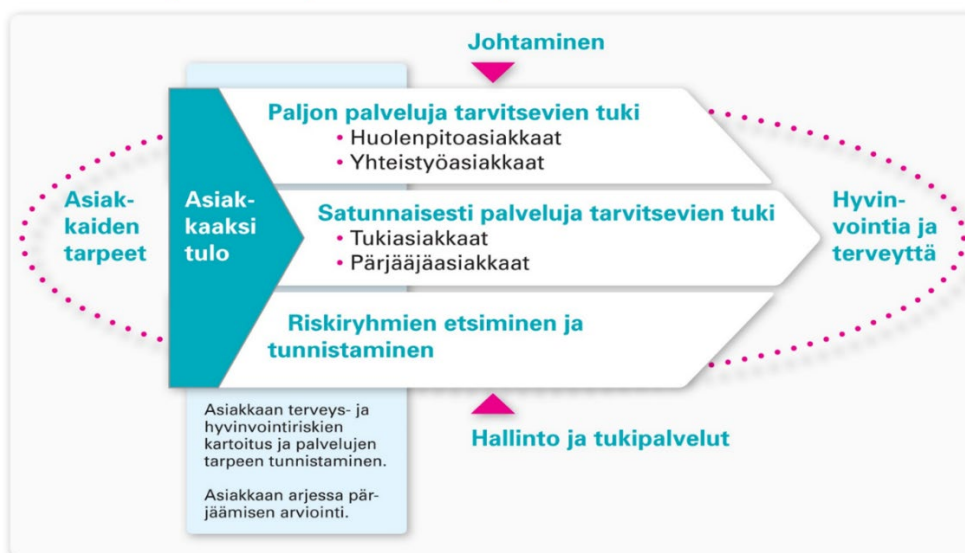 Johtaminen
Paljon palveluja tarvitsevien tuki
• Huolenpitoasiakkaat
• Yhteistyöasiakkaat
Asiak-
kaiden
tarpeet
Asiak-
kaaksi
tulo
Satunnaisesti palveluja tarvitsevien tuki
• Tukiasiakkaat
• Pärjääjäasiakkaat
Hyvin-
vointia ja
terveyttä
Riskiryhmien etsiminen ja
tunnistaminen
Asiakkaan terveys- ja
hyvinvointiriskien
kartoitus ja palvelujen
tarpeen tunnistaminen.
Asiakkaan arjessa pär-
jäämisen arviointi.
Hallinto ja tukipalvelut